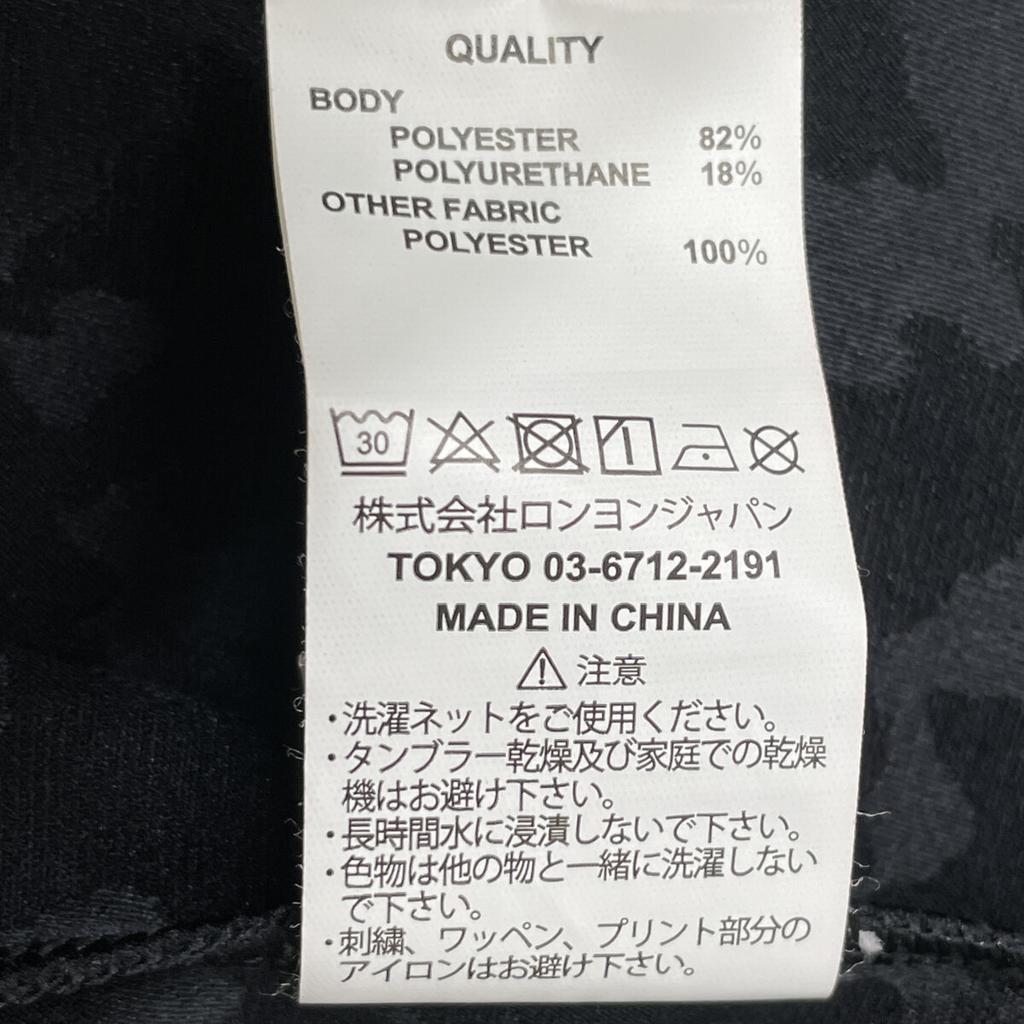 QUALITY
BODY
POLYESTER 82%
POLYURETHANE 18%
OTHER FABRIC
POLYESTER 100%
30
株式会社ロンヨンジャパン
TOKYO 03-6712-2191
MADE IN CHINA
注意
・洗濯ネットをご使用ください。
・タンブラー乾燥及び家庭での乾燥
機はお避け下さい。
・長時間水に浸漬しないで下さい。
・色物は他の物と一緒に洗濯しない
で下さい。
・刺繍、ワッペン、プリント部分の
アイロンはお避け下さい。